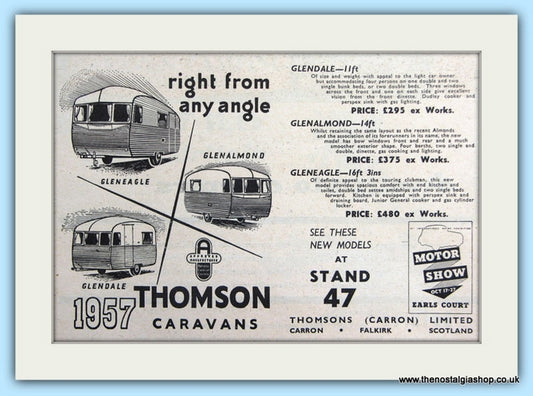 right from
any angle
GLENEAGLE
GLENALMOND
GLENDALE
A
APPROVED
1957 THOMSON
CARAVANS
GLENDALE—11ft
Of size and weight with appeal to the light car owner
but accommodating four persons on one double and two
single bunk beds, or two double beds. Three windows
across the front and one on each side give excellent
vision from the front dinette. Dudley cooker and
perspex sink with gas lighting.
PRICE: £295 ex Works.
GLENALMOND—14ft
Whilst retaining the same layout as the recent Almonds
and the association of its forerunners in its name, the new
model has bow windows front and rear and a much
smoother exterior shape. Four berths, two single and
double, dinette, gas cooking and lighting.
PRICE: £375 ex Works.
GLENEAGLE—16ft 3ins
Of definite appeal to the touring clubman, this new
model provides spacious comfort with end kitchen and
toilet, double bed settee amidships and two single beds
forward. Kitchen is equipped with perspex sink and
draining board, Junior General cooker and gas cylinder
locker.
PRICE: £480 ex Works.
SEE THESE
NEW MODELS
AT
STAND
47
MOTOR
SHOW
OCT 17-27
EARLS COURT
THOMSONS (CARRON) LIMITED
CARRON • FALKIRK • SCOTLAND
www.thenostalgiashop.co.uk